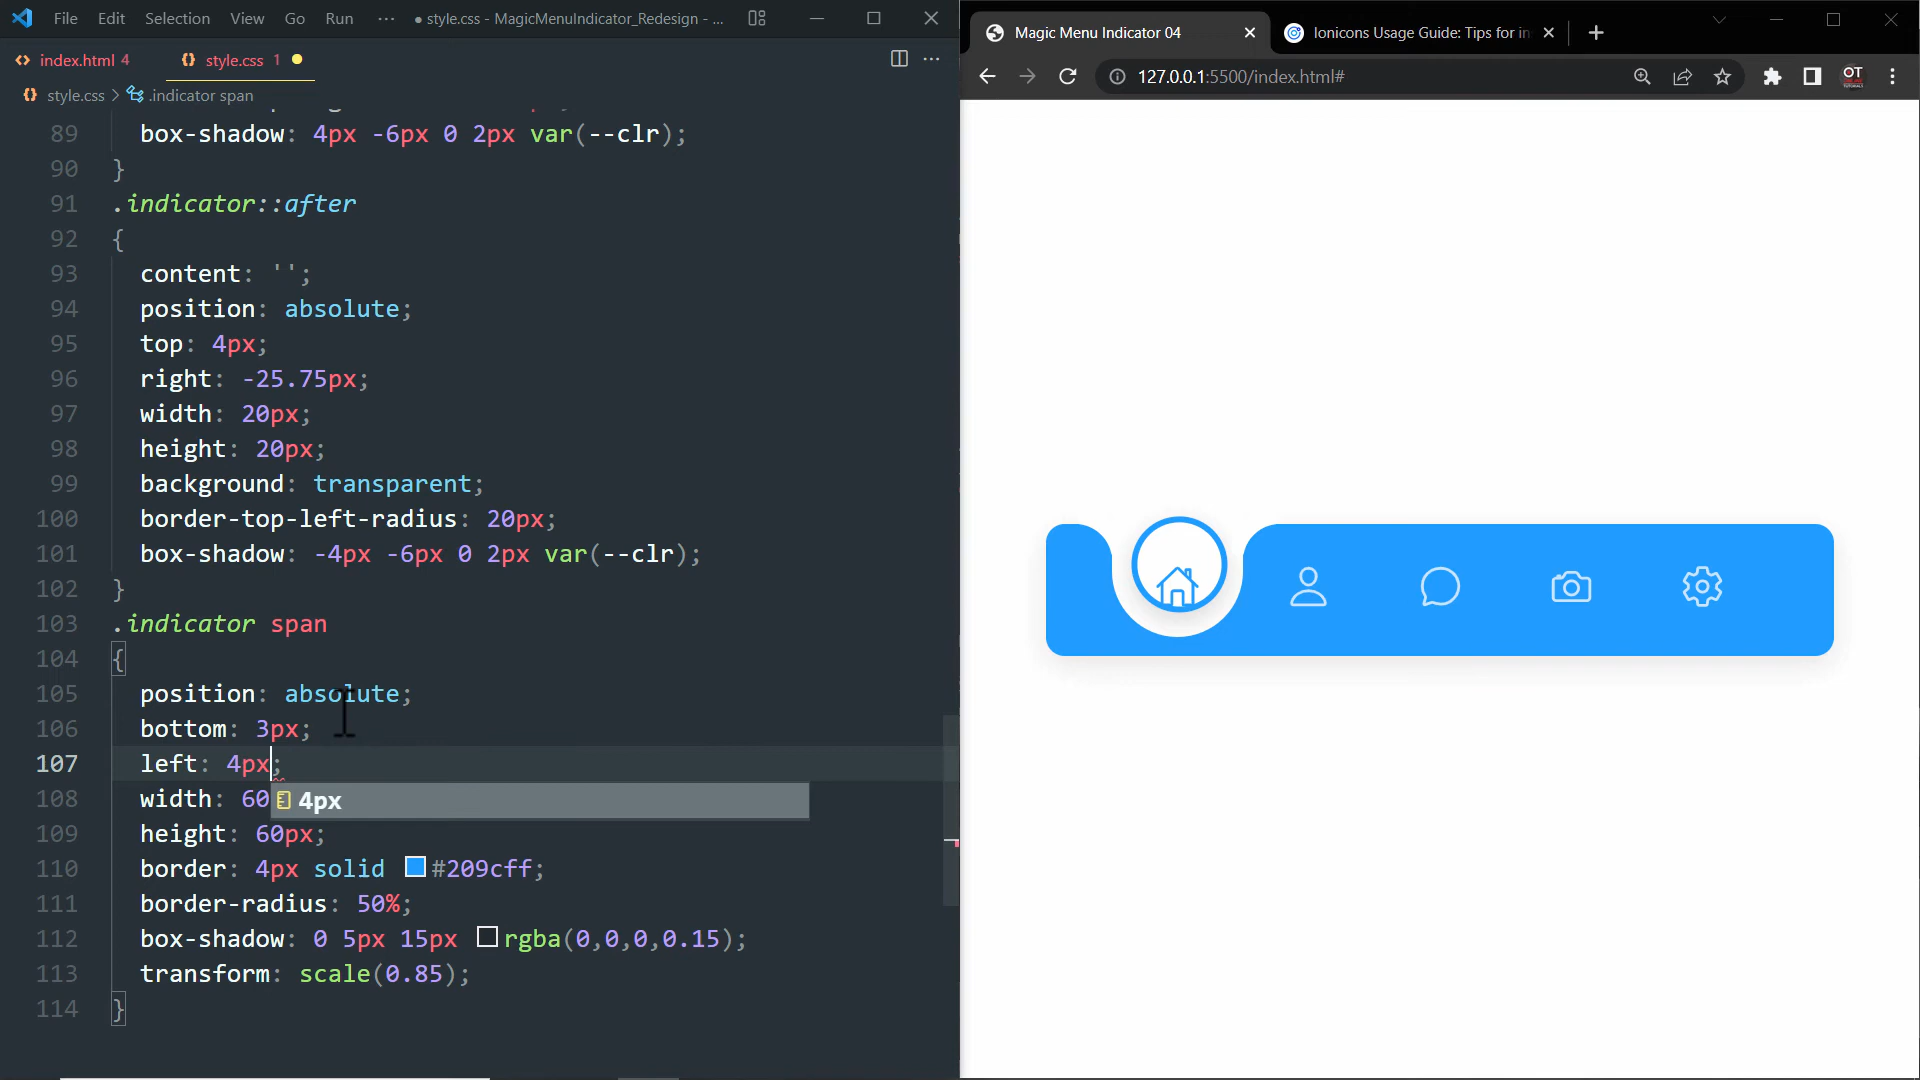 File Edit Selection View Go Run ··· ● style.css - MagicMenuIndicator_Redesign - ...
index.html 4 style.css 1
style.css > .indicator span
89 box-shadow: 4px -6px 0 2px var(--clr);
90 }
91 .indicator::after
92 {
93 content: '';
94 position: absolute;
95 top: 4px;
96 right: -25.75px;
97 width: 20px;
98 height: 20px;
99 background: transparent;
100 border-top-left-radius: 20px;
101 box-shadow: -4px -6px 0 2px var(--clr);
102 }
103 .indicator span
104 {
105 position: absolute;
106 bottom: 3px;
107 left: 4px;
108 width: 60
4px
109 height: 60px;
110 border: 4px solid #209cff;
111 border-radius: 50%;
112 box-shadow: 0 5px 15px rgba(0,0,0,0.15);
113 transform: scale(0.85);
114 }
Magic Menu Indicator 04
Ionicons Usage Guide: Tips for in
127.0.0.1:5500/index.html#
OT